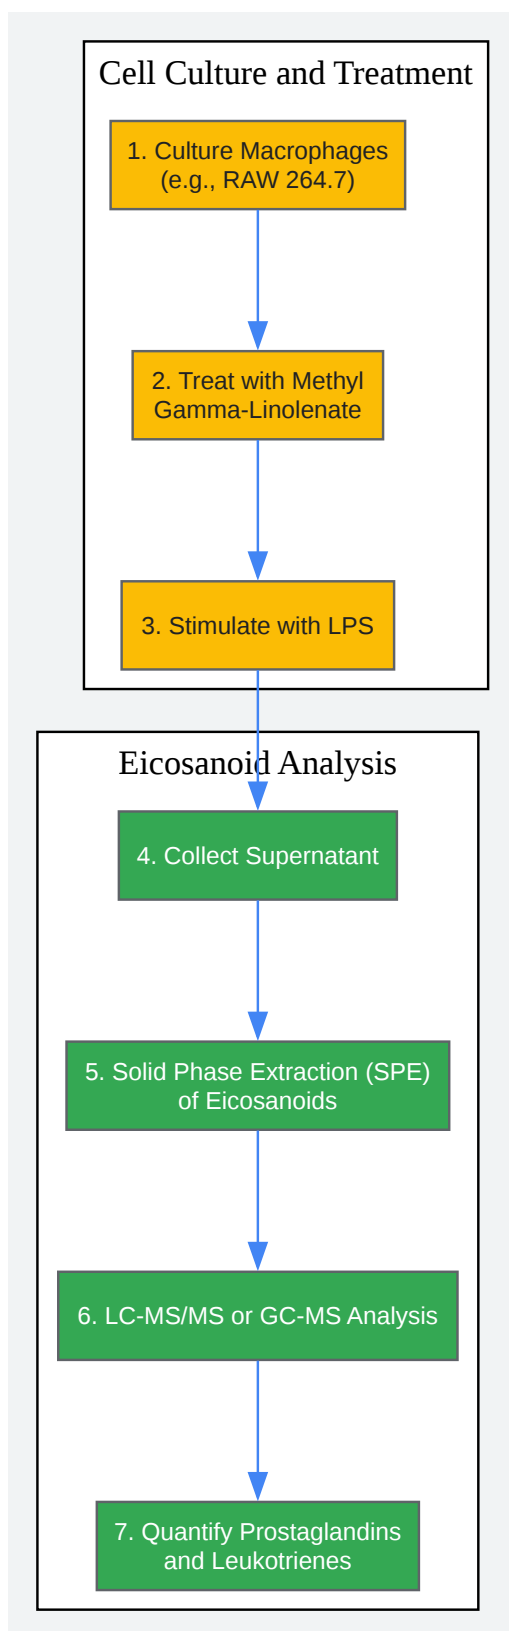 Cell Culture and Treatment
1. Culture Macrophages
(e.g., RAW 264.7)
2. Treat with Methyl
Gamma-Linolenate
3. Stimulate with LPS
Eicosanoid Analysis
4. Collect Supernatant
5. Solid Phase Extraction (SPE)
of Eicosanoids
6. LC-MS/MS or GC-MS Analysis
7. Quantify Prostaglandins
and Leukotrienes